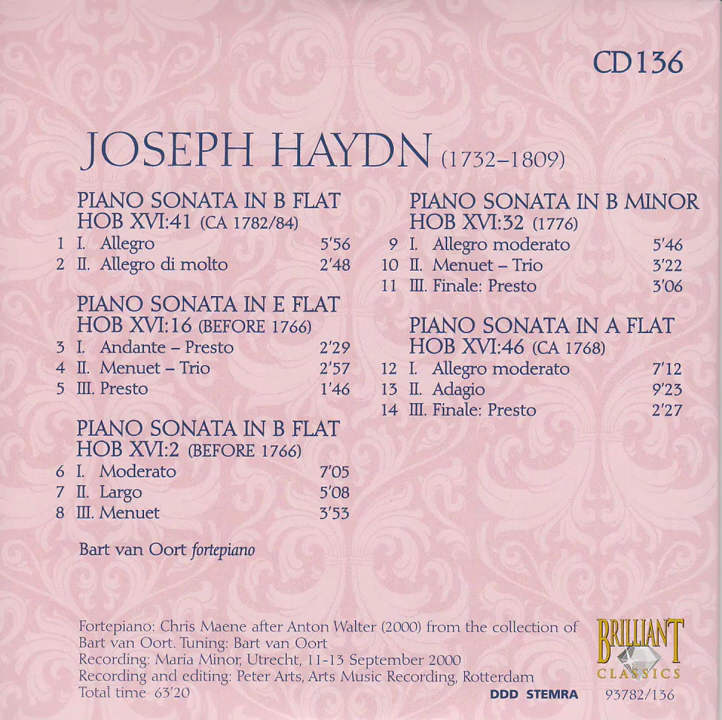 CD136
JOSEPH HAYDN (1732–1809)
PIANO SONATA IN B FLAT
HOB XVI:41 (CA 1782/84)
1 I. Allegro 5'56
2 II. Allegro di molto 2'48
PIANO SONATA IN E FLAT
HOB XVI:16 (BEFORE 1766)
3 I. Andante – Presto 2'29
4 II. Menuet – Trio 2'57
5 III. Presto 1'46
PIANO SONATA IN B FLAT
HOB XVI:2 (BEFORE 1766)
6 I. Moderato 7'05
7 II. Largo 5'08
8 III. Menuet 3'53
Bart van Oort fortepiano
PIANO SONATA IN B MINOR
HOB XVI:32 (1776)
9 I. Allegro moderato 5'46
10 II. Menuet – Trio 3'22
11 III. Finale: Presto 3'06
PIANO SONATA IN A FLAT
HOB XVI:46 (CA 1768)
12 I. Allegro moderato 7'12
13 II. Adagio 9'23
14 III. Finale: Presto 2'27
Fortepiano: Chris Maene after Anton Walter (2000) from the collection of
Bart van Oort. Tuning: Bart van Oort
Recording: Maria Minor, Utrecht, 11-13 September 2000
Recording and editing: Peter Arts, Arts Music Recording, Rotterdam
Total time 63'20
DDD STEMRA
BRILLIANT
CLASSICS
93782/136